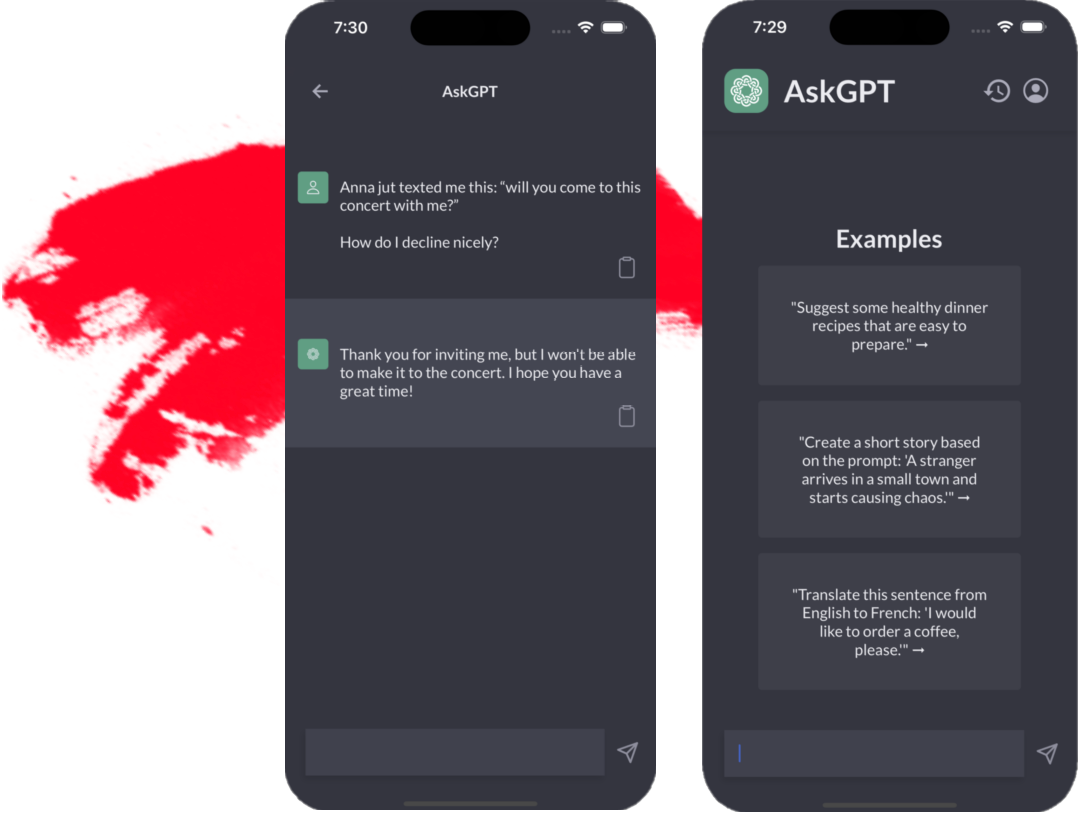 7:30
AskGPT
Anna jut texted me this: “will you come to this
concert with me?”
How do I decline nicely?
Thank you for inviting me, but I won't be able
to make it to the concert. I hope you have a
great time!
7:29
AskGPT
Examples
"Suggest some healthy dinner
recipes that are easy to
prepare." →
"Create a short story based
on the prompt: 'A stranger
arrives in a small town and
starts causing chaos.'" →
"Translate this sentence from
English to French: 'I would
like to order a coffee,
please.'" →